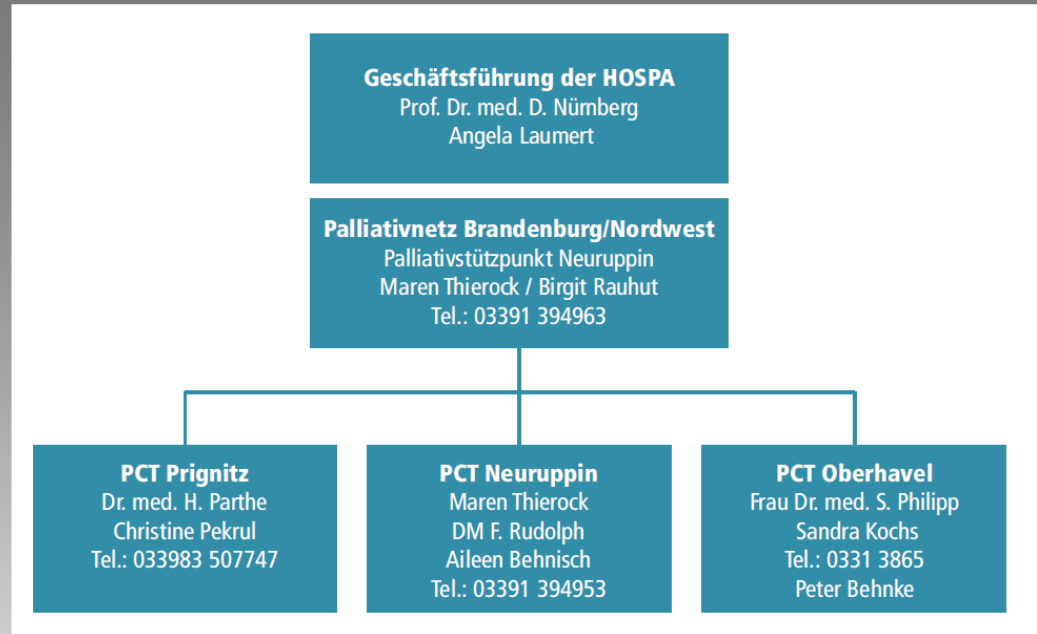 Geschäftsführung der HOSPA
Prof. Dr. med. D. Nürnberg
Angela Laumert
Palliativnetz Brandenburg/Nordwest
Palliativstützpunkt Neuruppin
Maren Thierock / Birgit Rauhut
Tel.: 03391 394963
PCT Prignitz
Dr. med. H. Parthe
Christine Pekrul
Tel.: 033983 507747
PCT Neuruppin
Maren Thierock
DM F. Rudolph
Aileen Behnisch
Tel.: 03391 394953
PCT Oberhavel
Frau Dr. med. S. Philipp
Sandra Kochs
Tel.: 0331 3865
Peter Behnke